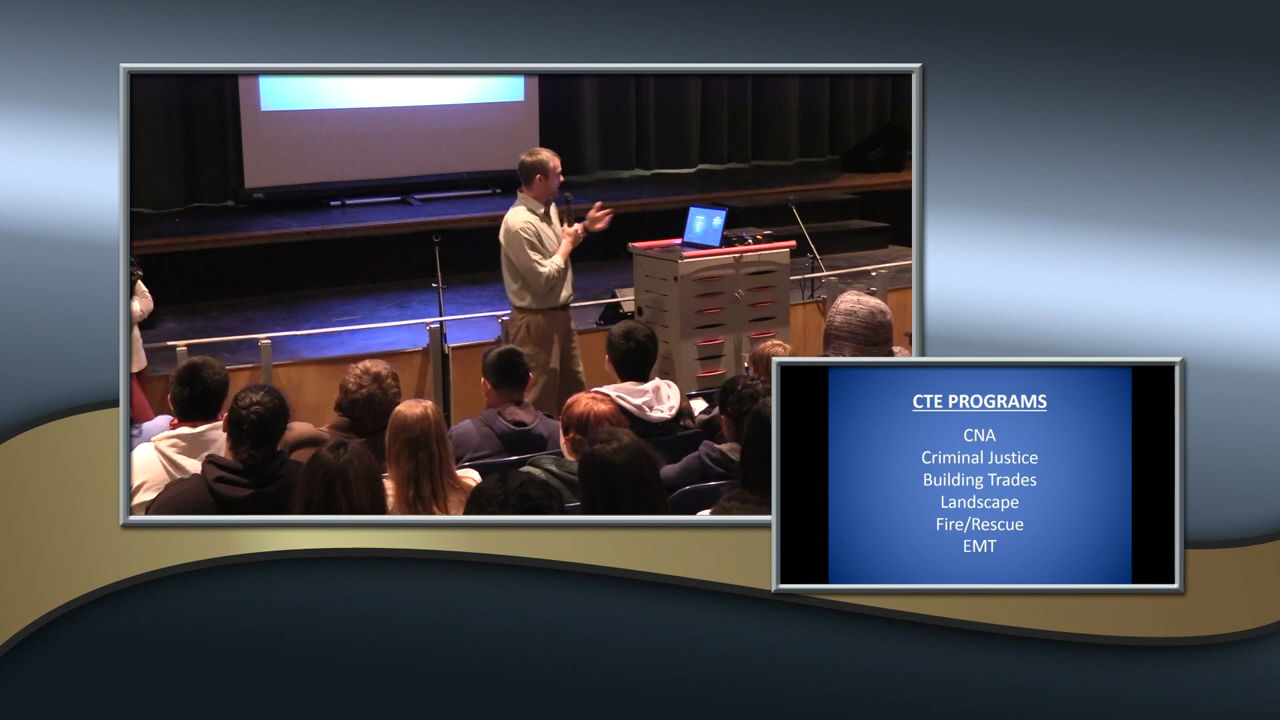 CTE PROGRAMS
CNA
Criminal Justice
Building Trades
Landscape
Fire/Rescue
EMT